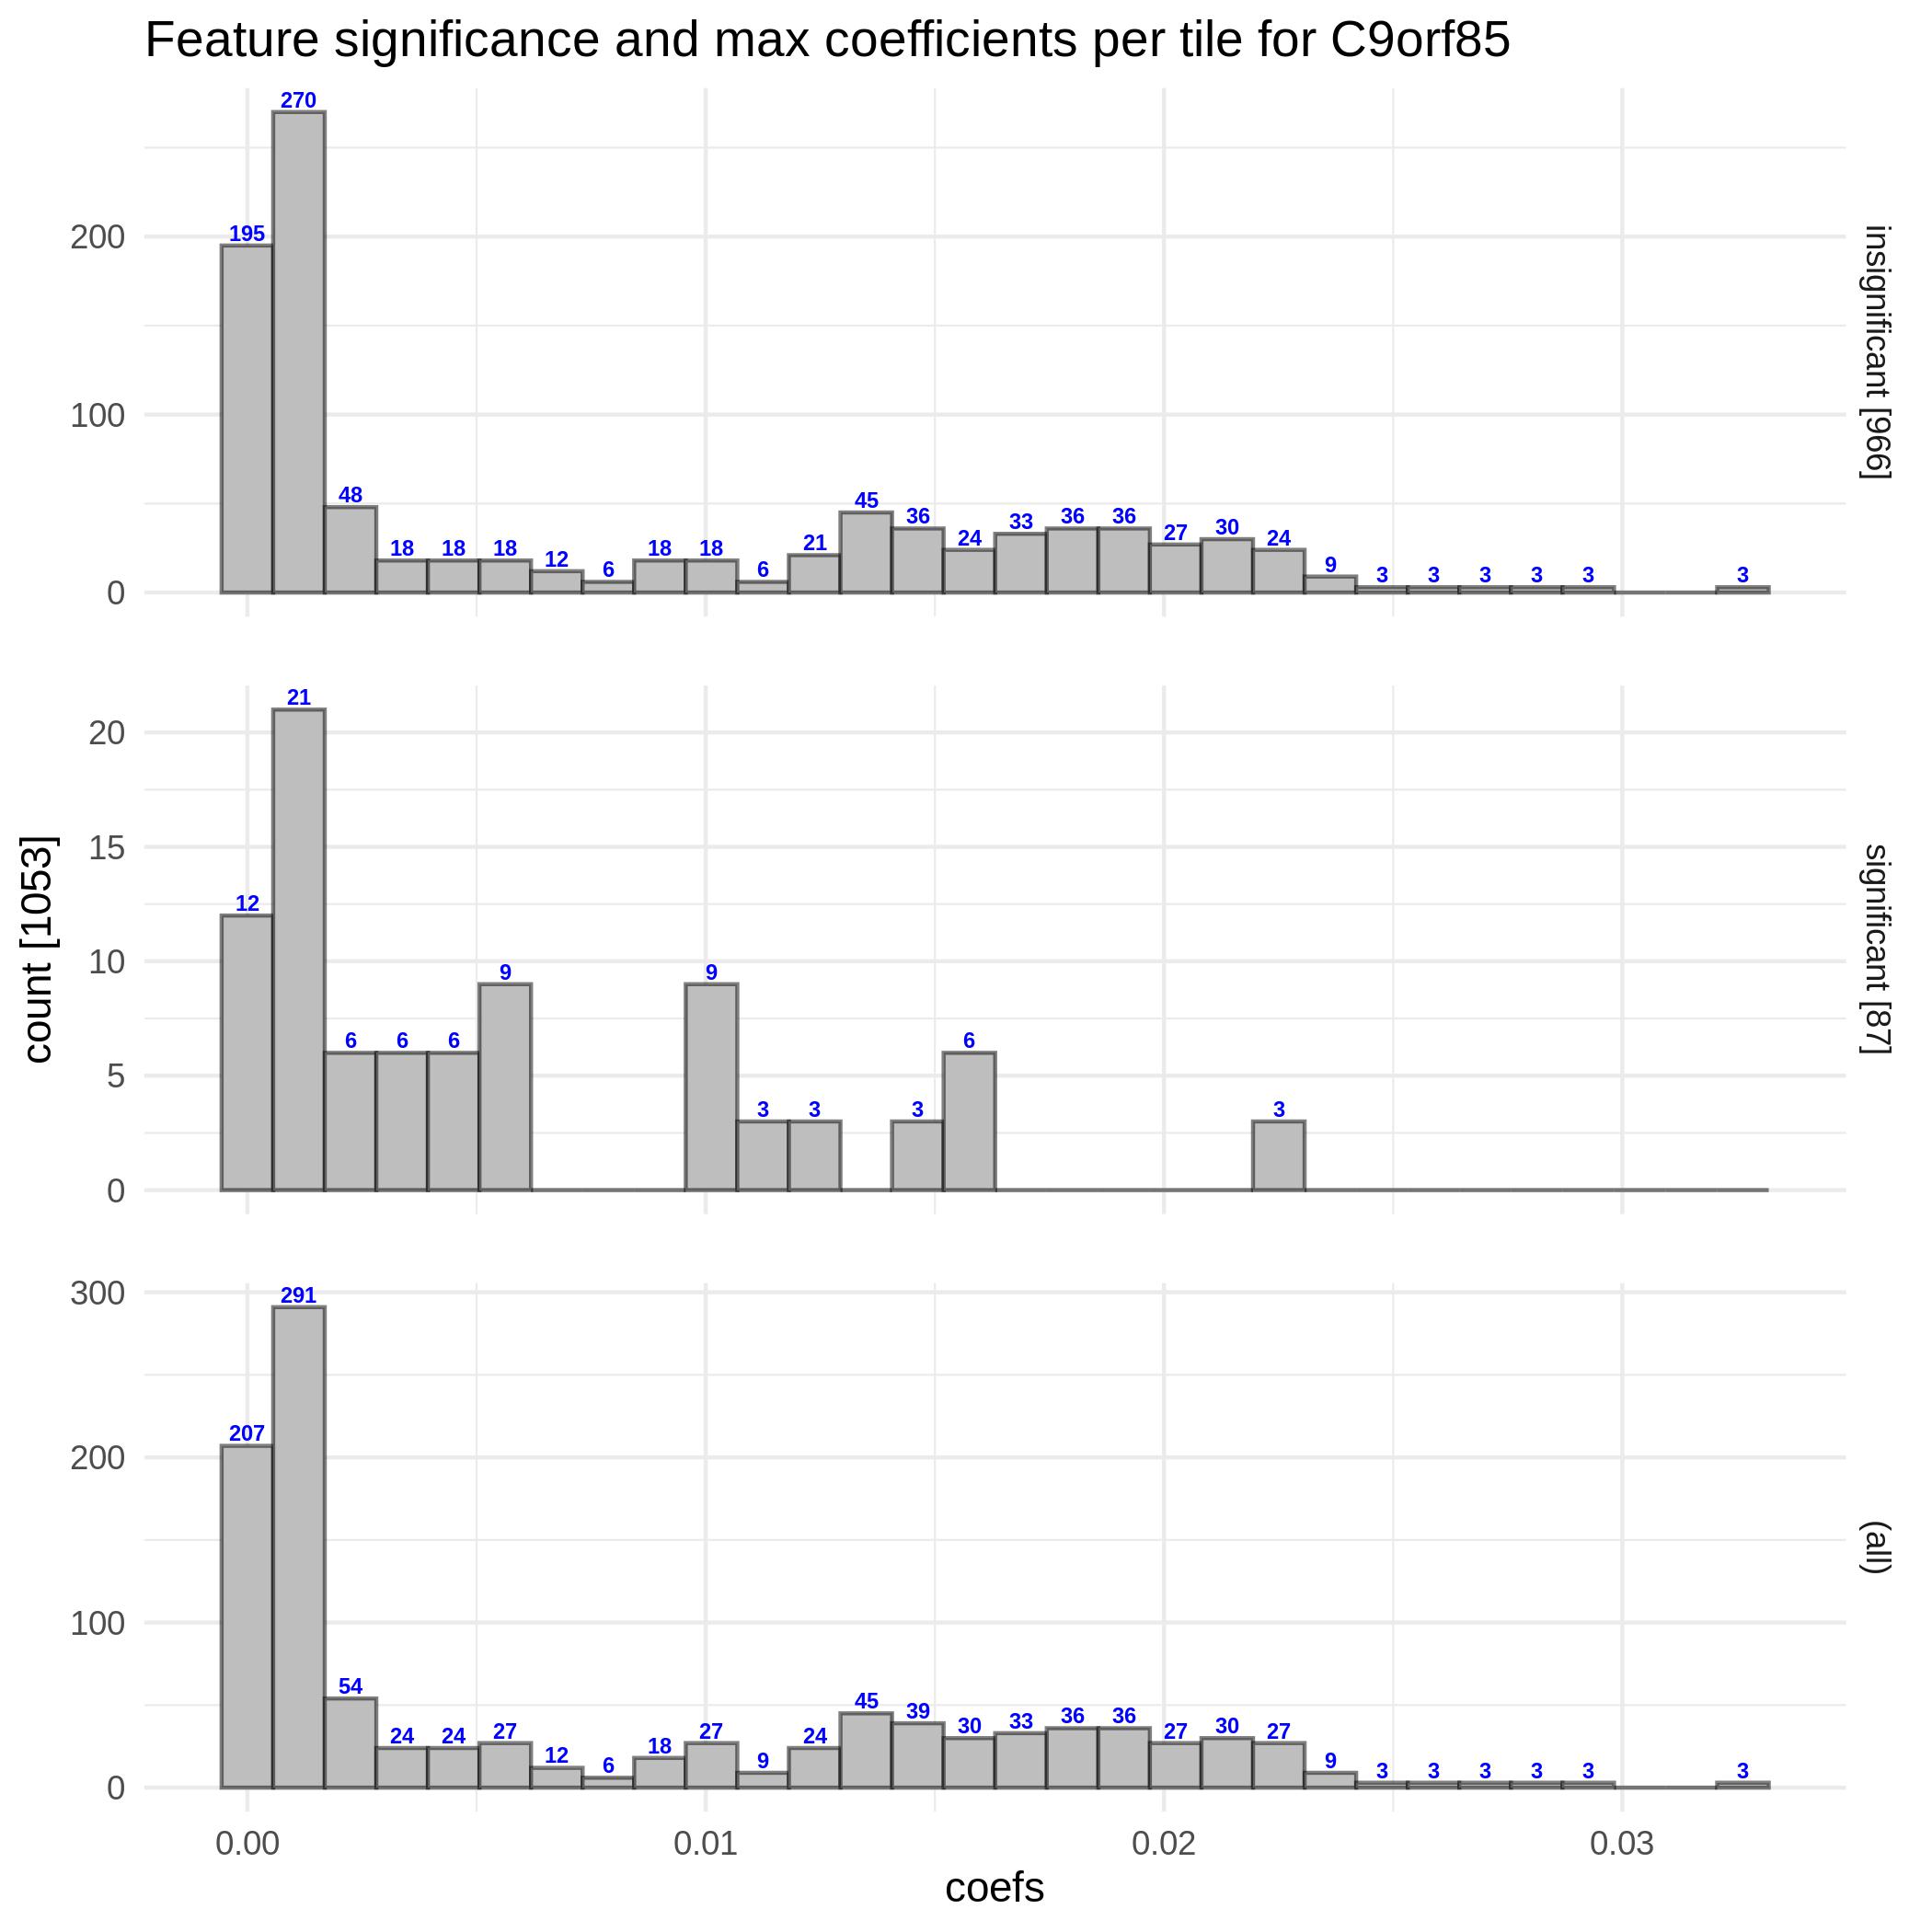 Feature significance and max coefficients per tile for C9orf85
270
195
48
18 18 18 12 6 18 18 6 21 45 36 24 33 36 36 27 30 24 9 3 3 3 3 3 3
200
100
0
insignificant [966]
21
12
6 6 6 9 9 3 3 3 6 3
20
15
10
5
0
significant [87]
count [1053]
291
207
54
24 24 27 12 6 18 27 9 24 45 39 30 33 36 36 27 30 27 9 3 3 3 3 3 3
300
200
100
0
(all)
0.00 0.01 0.02 0.03
coefs